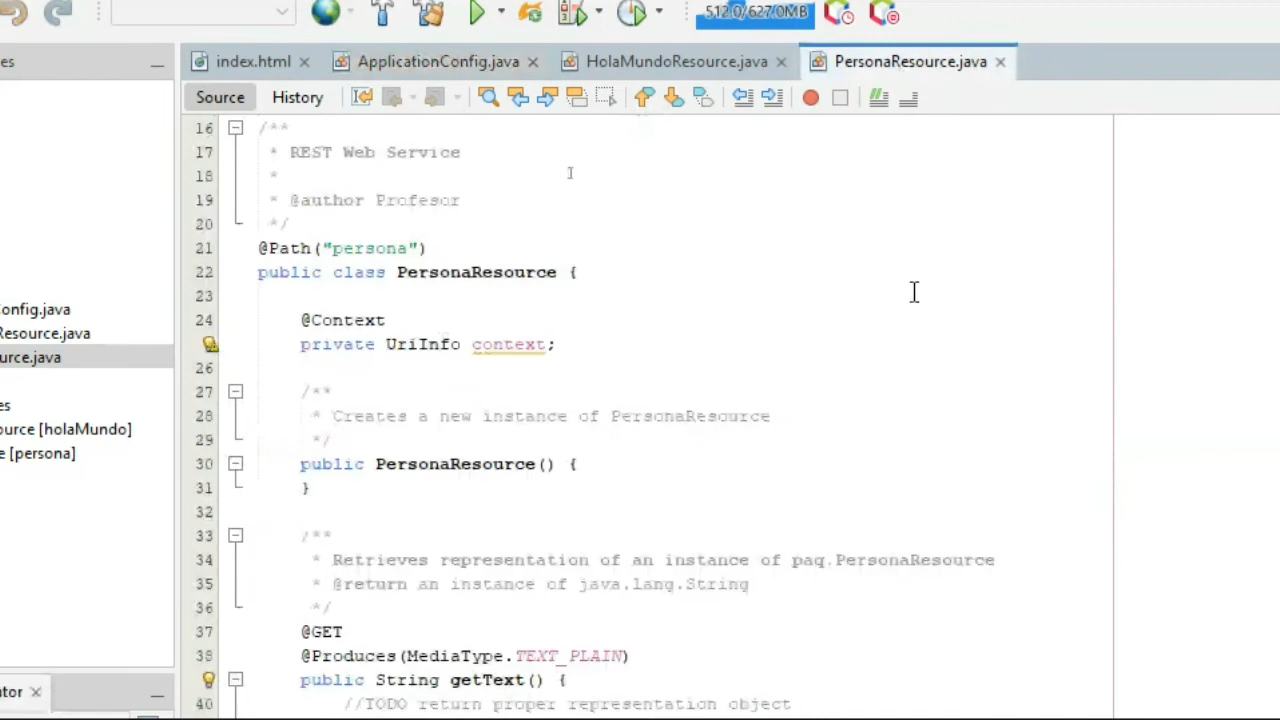 512.0/627.0MB
es
index.html
ApplicationConfig.java
HolaMundoResource.java
PersonaResource.java
Source
History
16 /**
17 * REST Web Service
18 *
19 * @author Profesor
20 */
21 @Path("persona")
22 public class PersonaResource {
23
24 @Context
private UriInfo context;
26
27 /**
28 * Creates a new instance of PersonaResource
29 */
30 public PersonaResource() {
31 }
32
33 /**
34 * Retrieves representation of an instance of paq.PersonaResource
35 * @return an instance of java.lang.String
36 */
37 @GET
38 @Produces(MediaType.TEXT_PLAIN)
public String getText() {
40 //TODO return proper representation object
onfig.java
Resource.java
urce.java
es
ource [holaMundo]
e [persona]
ator